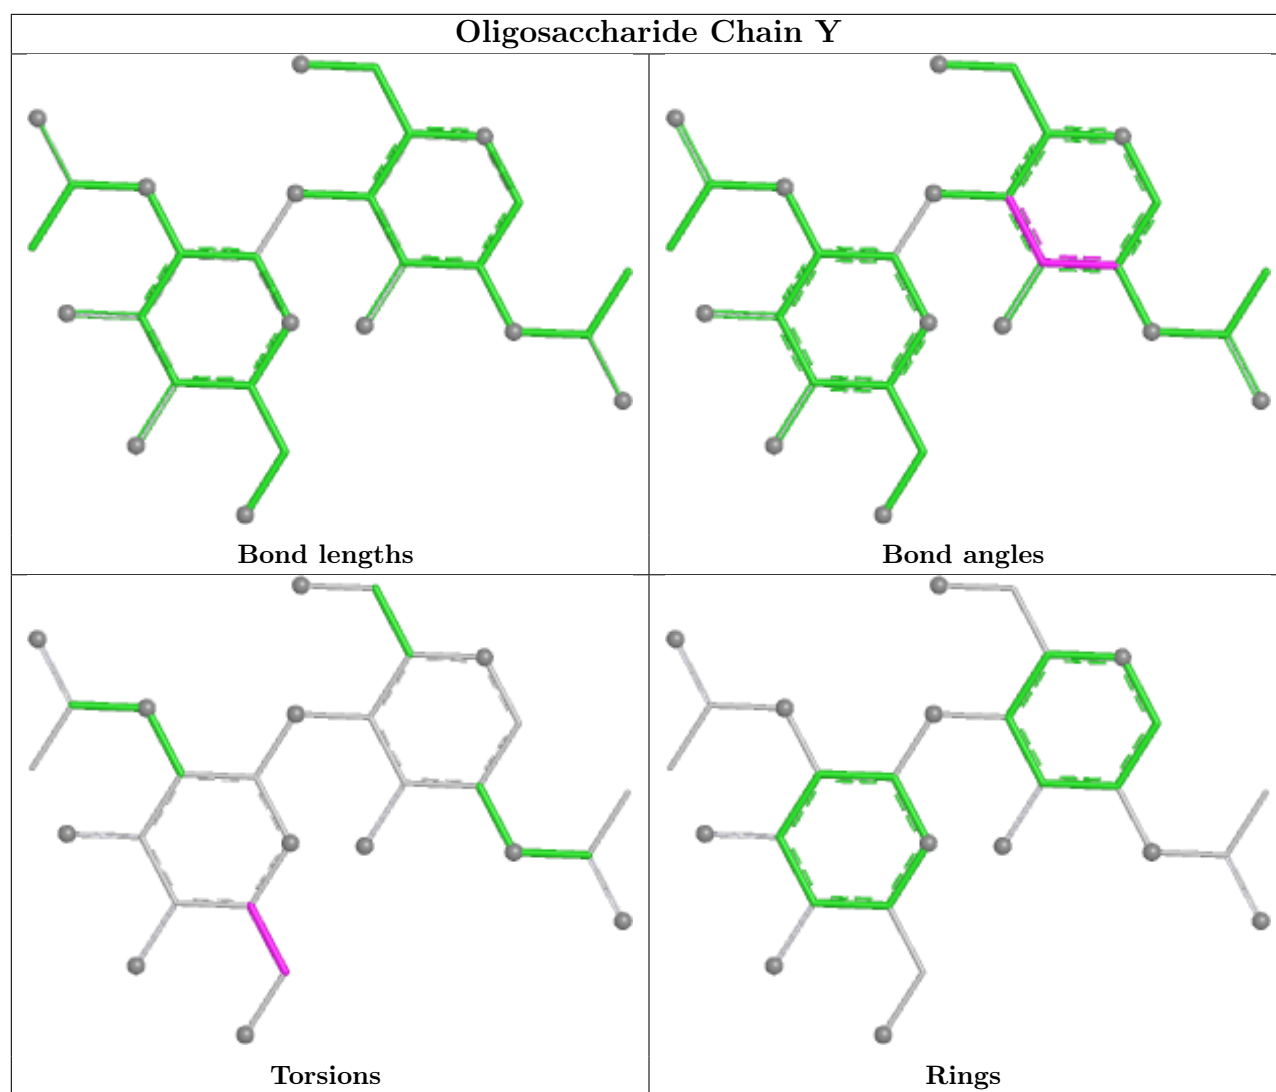 Oligosaccharide Chain Y
Bond lengths
Bond angles
Torsions
Rings